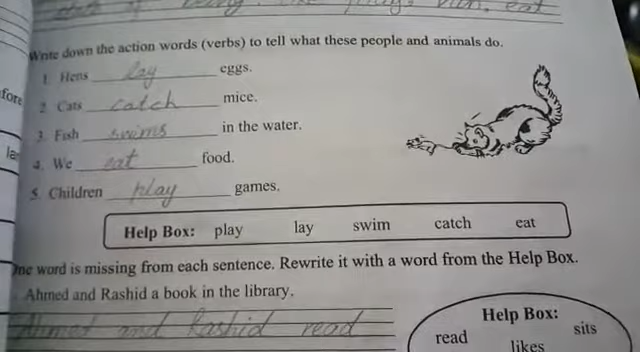 eat
Write down the action words (verbs) to tell what these people and animals do.
1. Hens lay eggs.
2. Cats catch mice.
3. Fish swims in the water.
4. We eat food.
5. Children play games.
Help Box: play lay swim catch eat
One word is missing from each sentence. Rewrite it with a word from the Help Box.
Ahmed and Rashid a book in the library.
Ahmet and Rashid read
Help Box:
read sits
likes